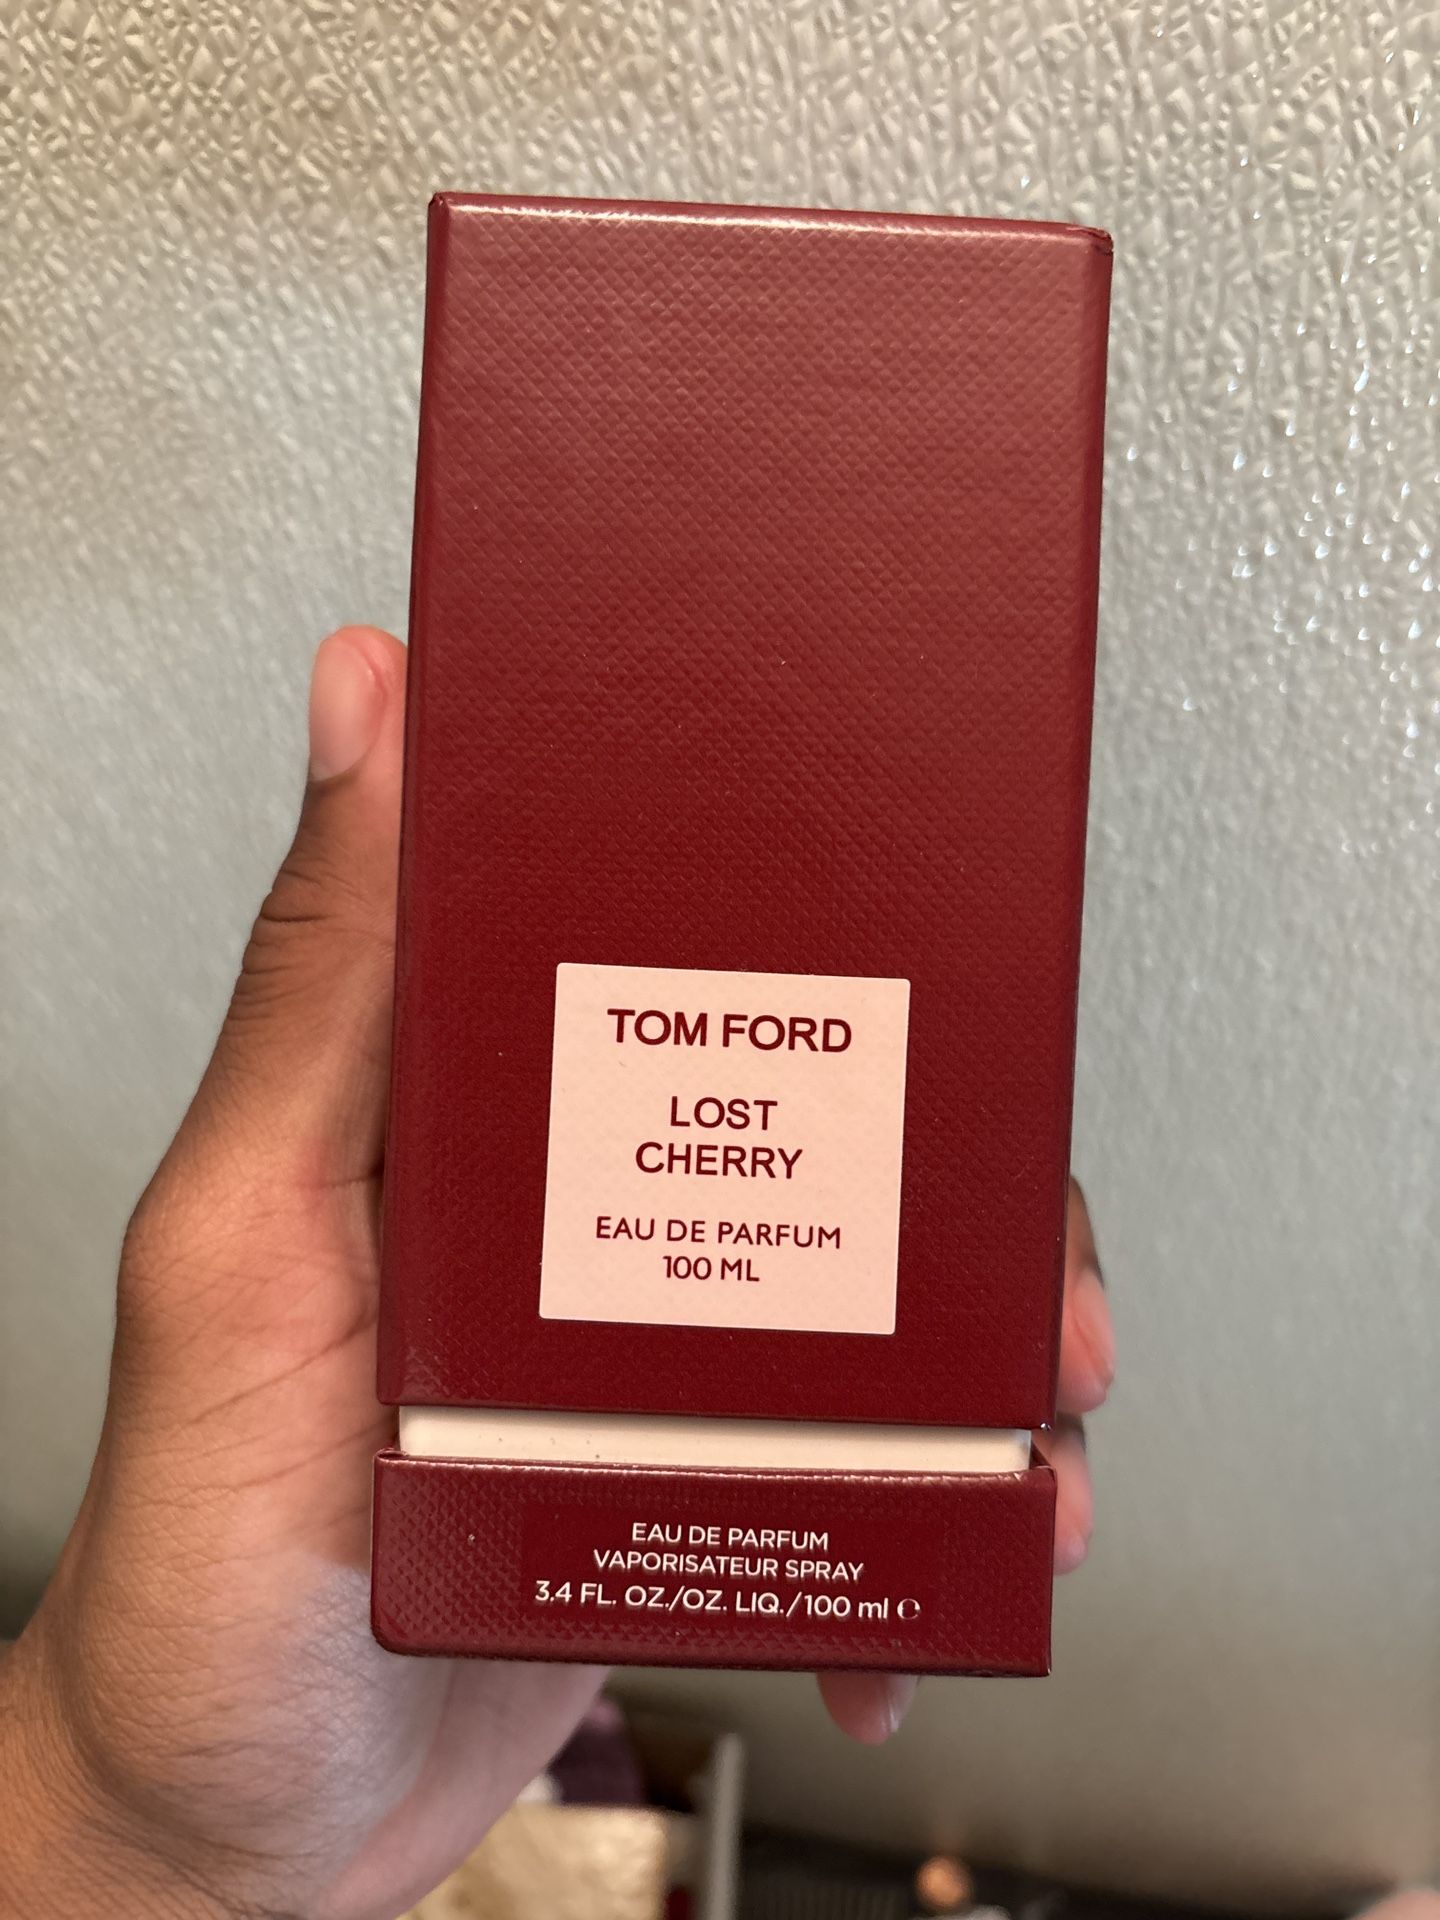 TOM FORD
LOST
CHERRY
EAU DE PARFUM
100 ML
EAU DE PARFUM
VAPORISATEUR SPRAY
3.4 FL. OZ./OZ. LIQ./100 ml ℮